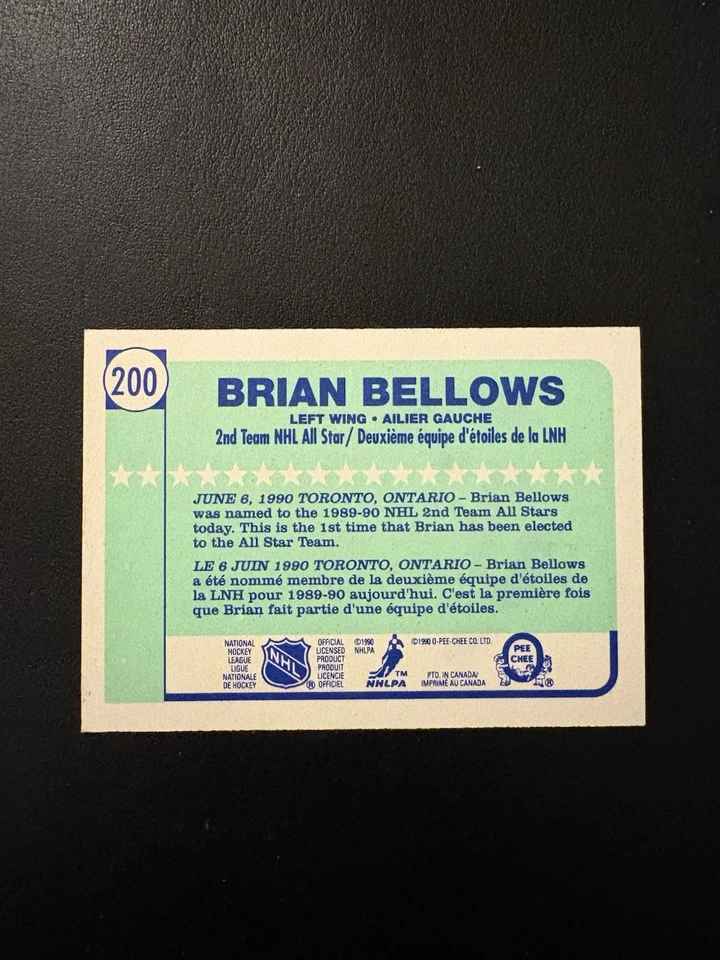 200
BRIAN BELLOWS
LEFT WING • AILIER GAUCHE
2nd Team NHL All Star/ Deuxième équipe d'étoiles de la LNH
JUNE 6, 1990 TORONTO, ONTARIO – Brian Bellows
was named to the 1989-90 NHL 2nd Team All Stars
today. This is the 1st time that Brian has been elected
to the All Star Team.
LE 6 JUIN 1990 TORONTO, ONTARIO – Brian Bellows
a été nommé membre de la deuxième équipe d'étoiles de
la LNH pour 1989-90 aujourd'hui. C'est la première fois
que Brian fait partie d'une équipe d'étoiles.
NATIONAL
HOCKEY
LEAGUE
LIGUE
NATIONALE
DE HOCKEY
NHL
®
OFFICIAL
LICENSED
PRODUCT
PRODUIT
LICENCIE
OFFICIEL
©1990
NHLPA
TM
NHLPA
©1990 O-PEE-CHEE CO. LTD.
PTD. IN CANADA/
IMPRIMÉ AU CANADA
O
PEE
CHEE
®